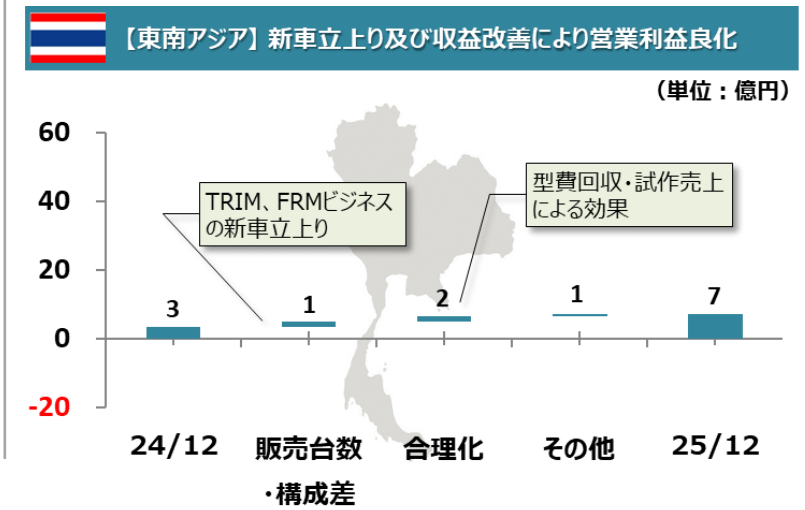 【東南アジア】新車立上り及び収益改善により営業利益良化
（単位：億円）
60
40
20
0
-20
TRIM、FRMビジネス
の新車立上り
型費回収・試作売上
による効果
3
1
2
1
7
24/12
販売台数
・構成差
合理化
その他
25/12